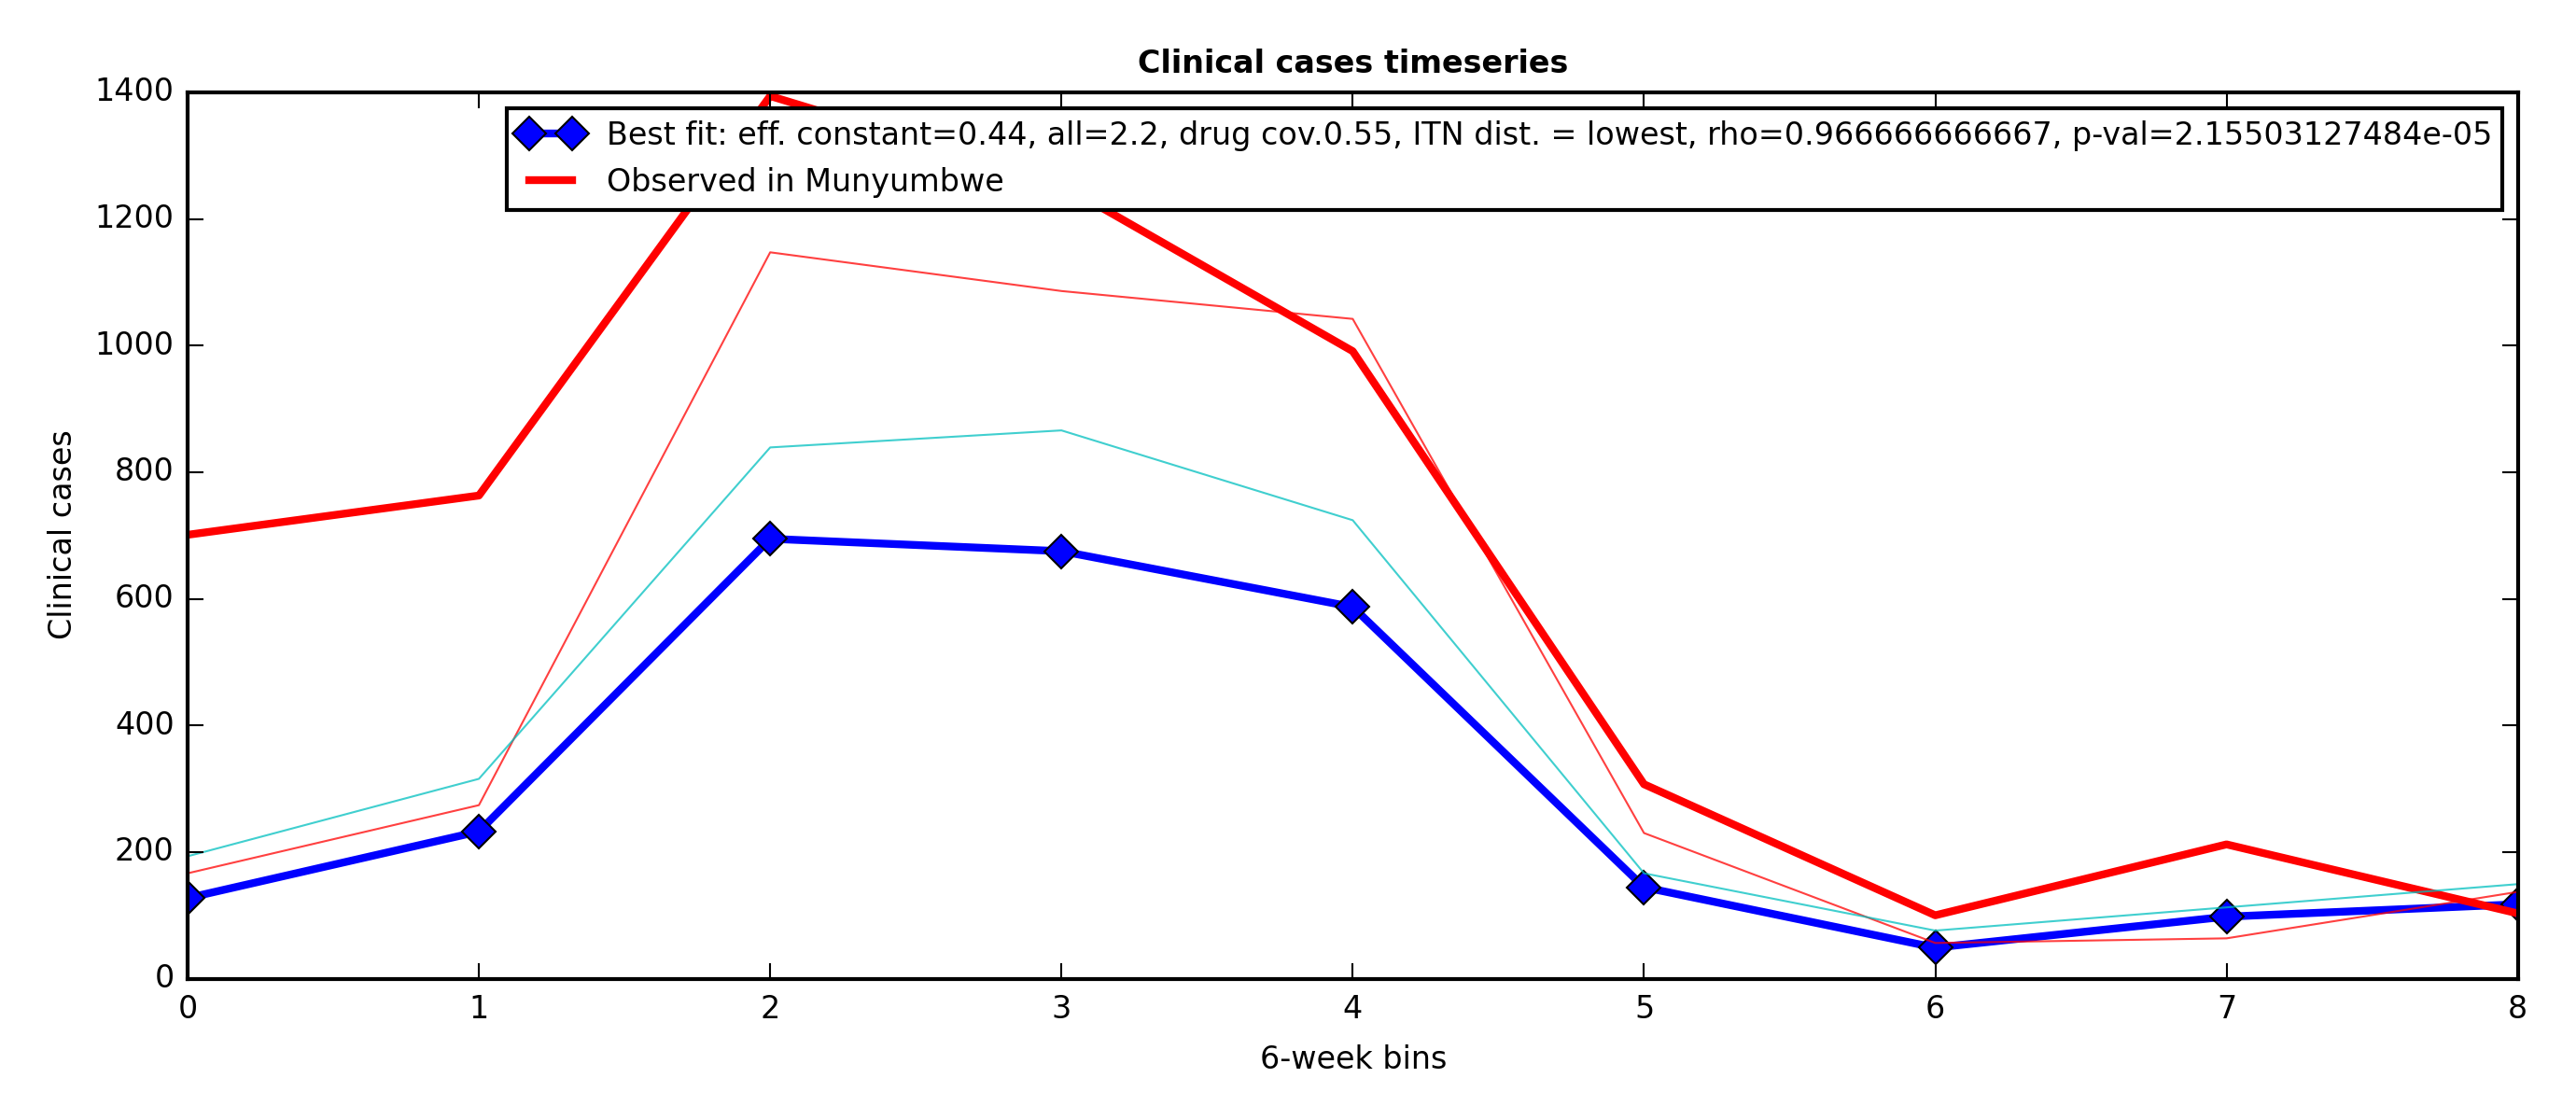 Clinical cases timeseries
1400
1200
1000
800
600
400
200
0
Clinical cases
Best fit: eff. constant=0.44, all=2.2, drug cov.0.55, ITN dist. = lowest, rho=0.966666666667, p-val=2.15503127484e-05
Observed in Munyumbwe
0 1 2 3 4 5 6 7 8
6-week bins